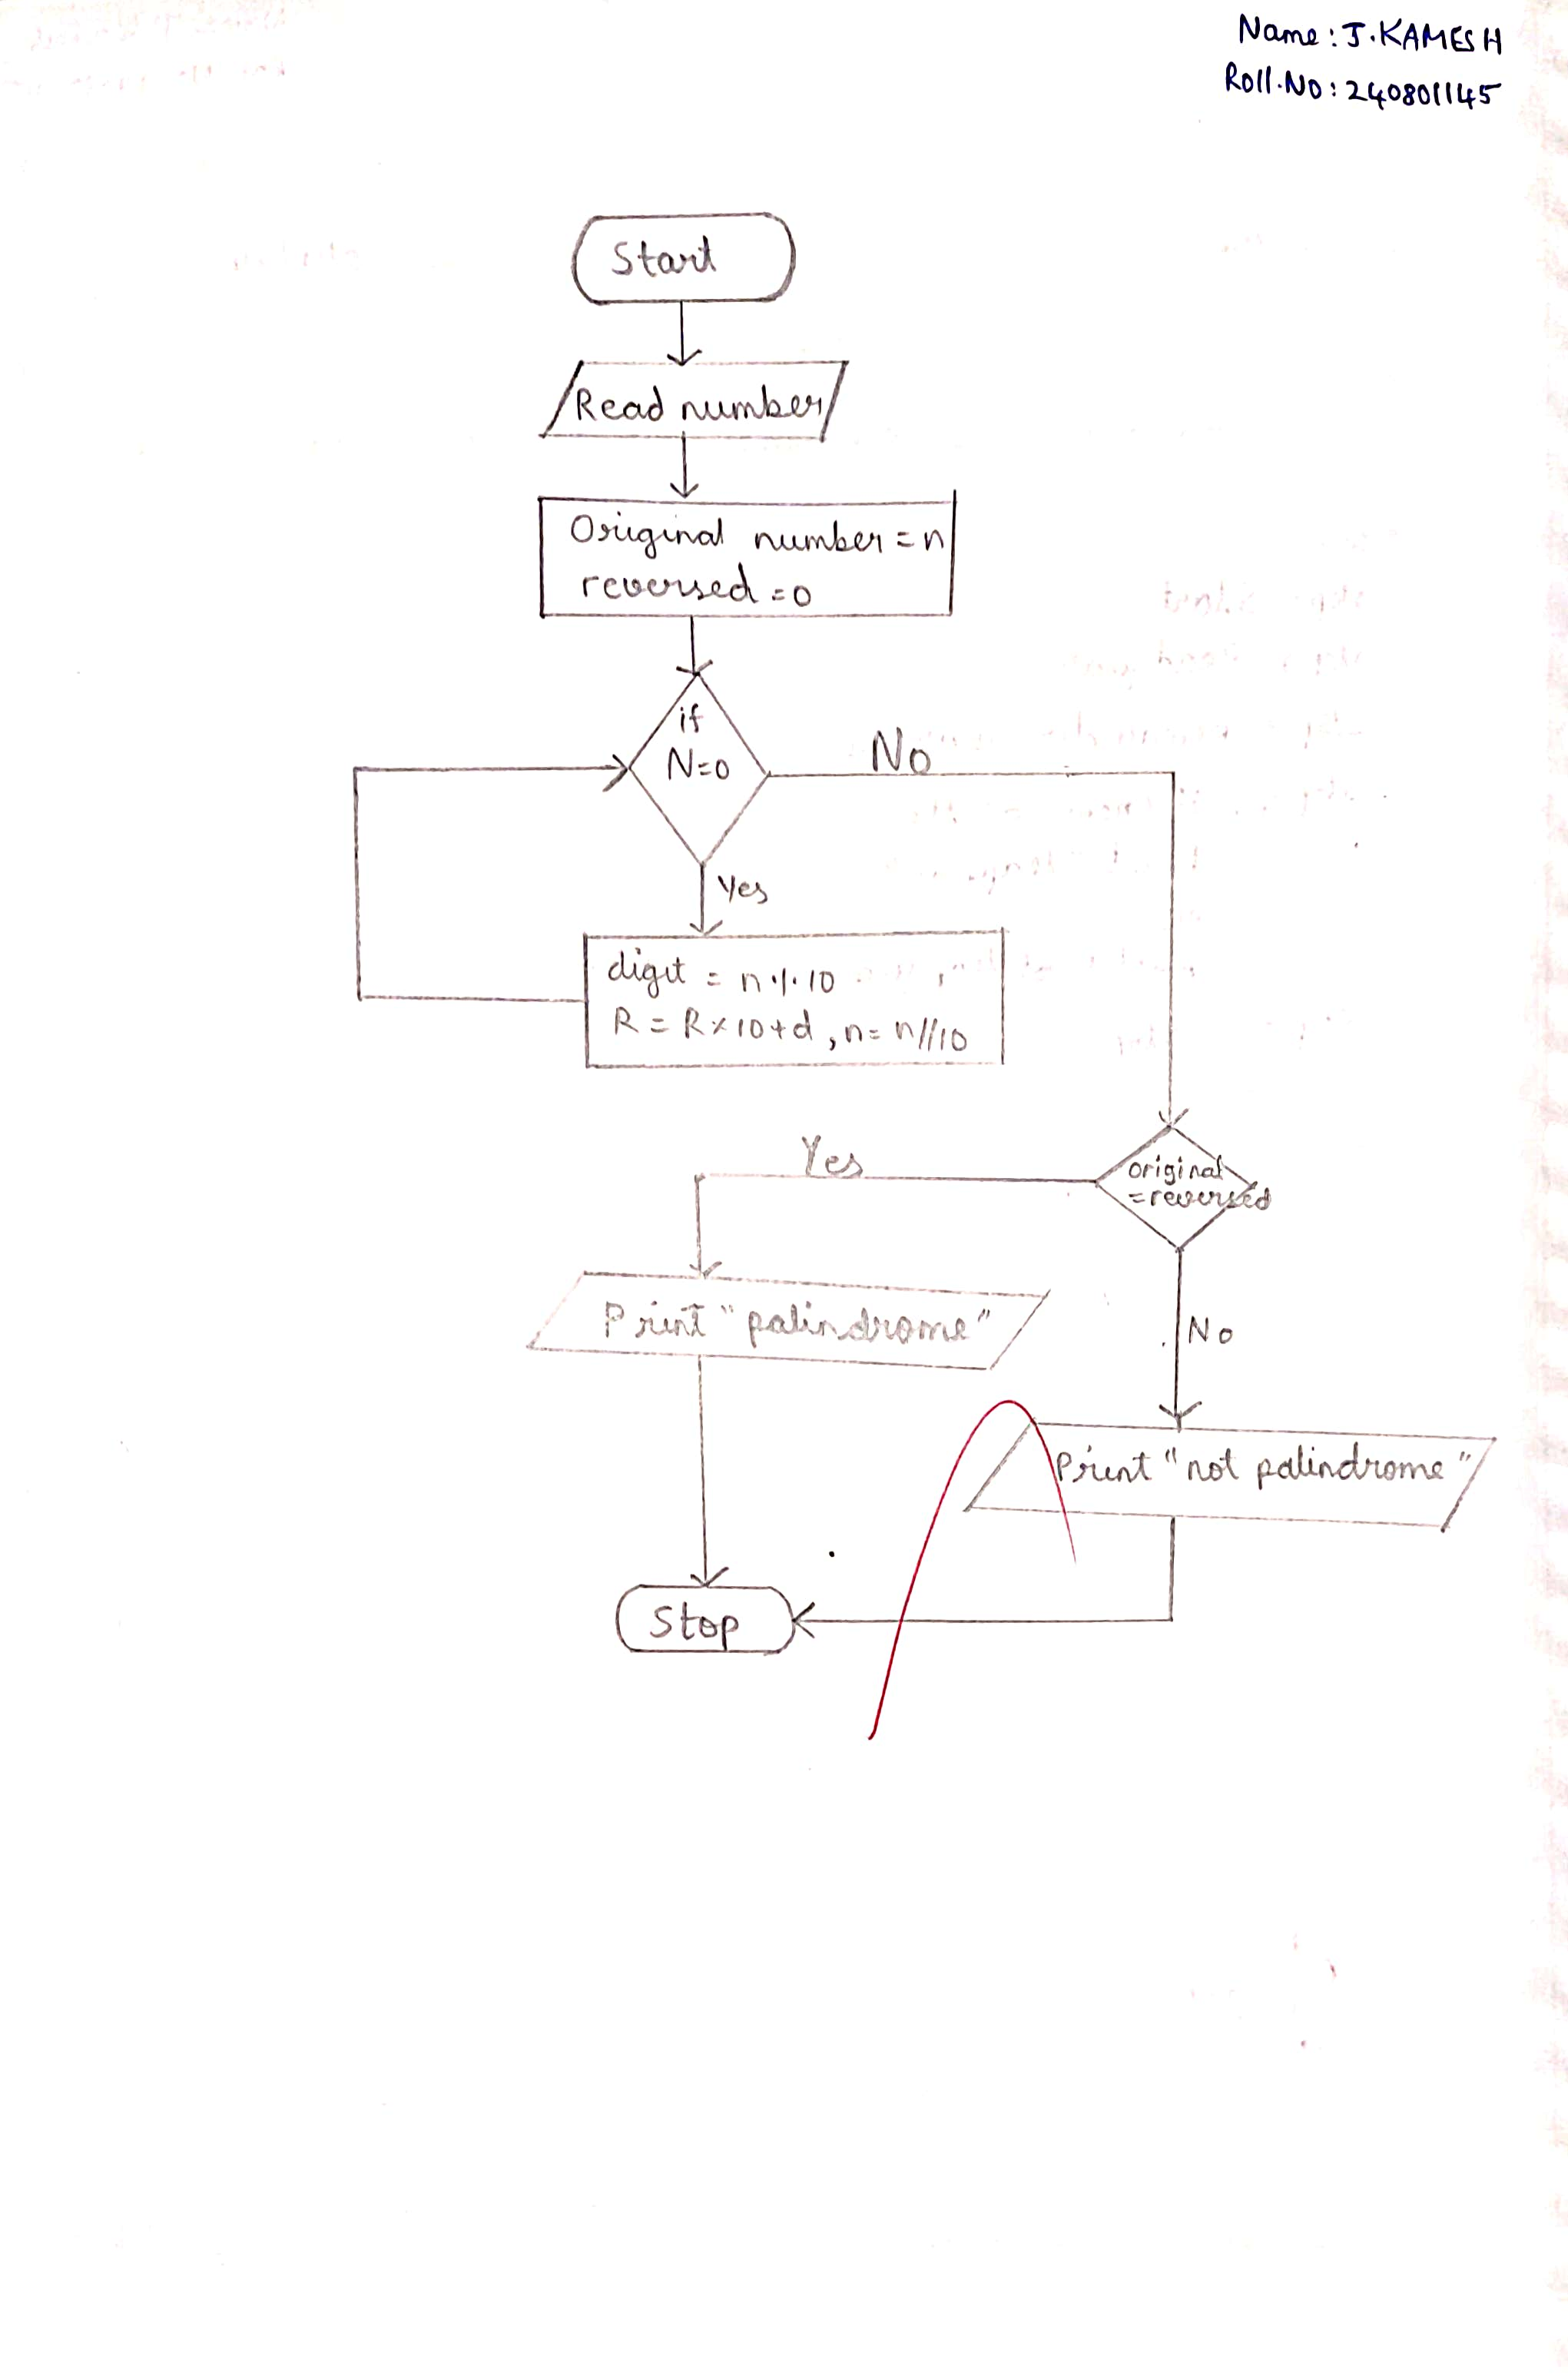 Name: J.KAMESH
Roll.No: 240801145
Start
Read number
Original number = n
reversed = 0
if
N=0
No
Yes
digit = n % 10
R = R × 10 + d , n = n//10
original
= reversed
Yes
No
Print "palindrome"
Print "not palindrome"
Stop